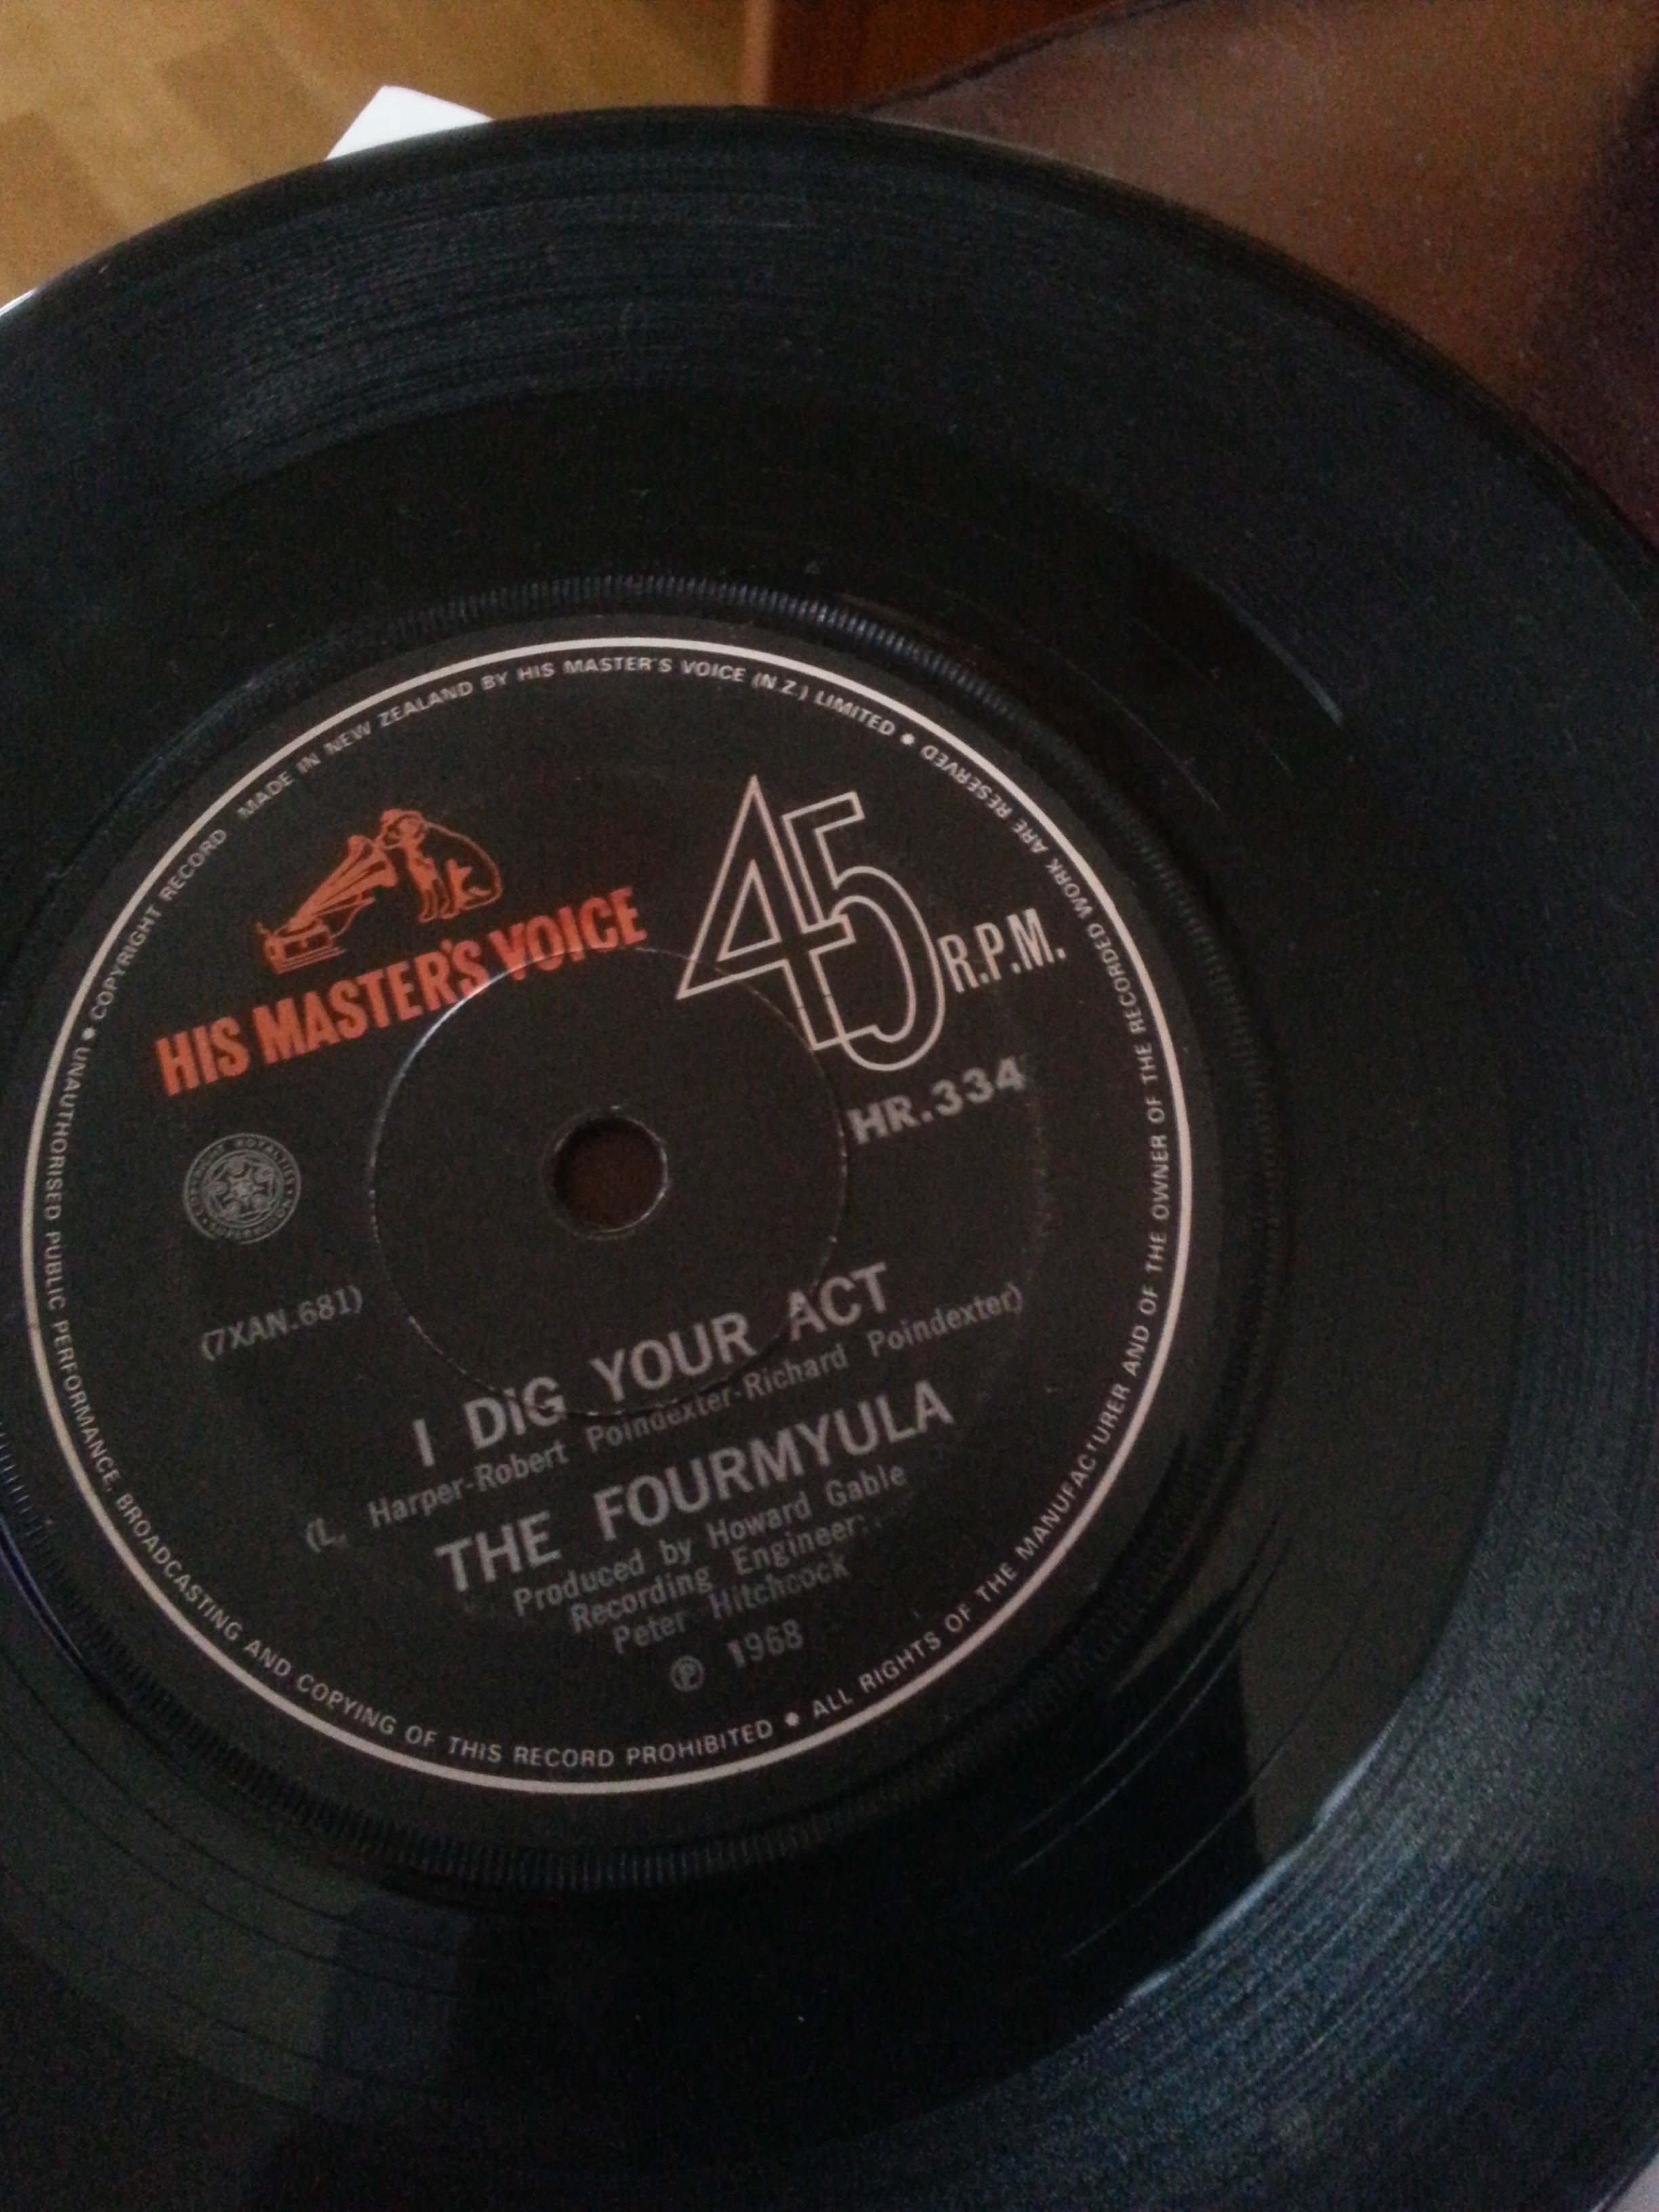 COPYRIGHT RECORD MADE IN NEW ZEALAND BY HIS MASTER'S VOICE (N.Z.) LIMITED • ALL RIGHTS OF THE MANUFACTURER AND OF THE OWNER OF THE RECORDED WORK ARE RESERVED • UNAUTHORISED PUBLIC PERFORMANCE, BROADCASTING AND COPYING OF THIS RECORD PROHIBITED •
HIS MASTER'S VOICE
45 R.P.M.
HR.334
(7XAN.681)
I DIG YOUR ACT
(L. Harper-Robert Poindexter-Richard Poindexter)
THE FOURMYULA
Produced by Howard Gable
Recording Engineer:
Peter Hitchcock
Ⓟ 1968